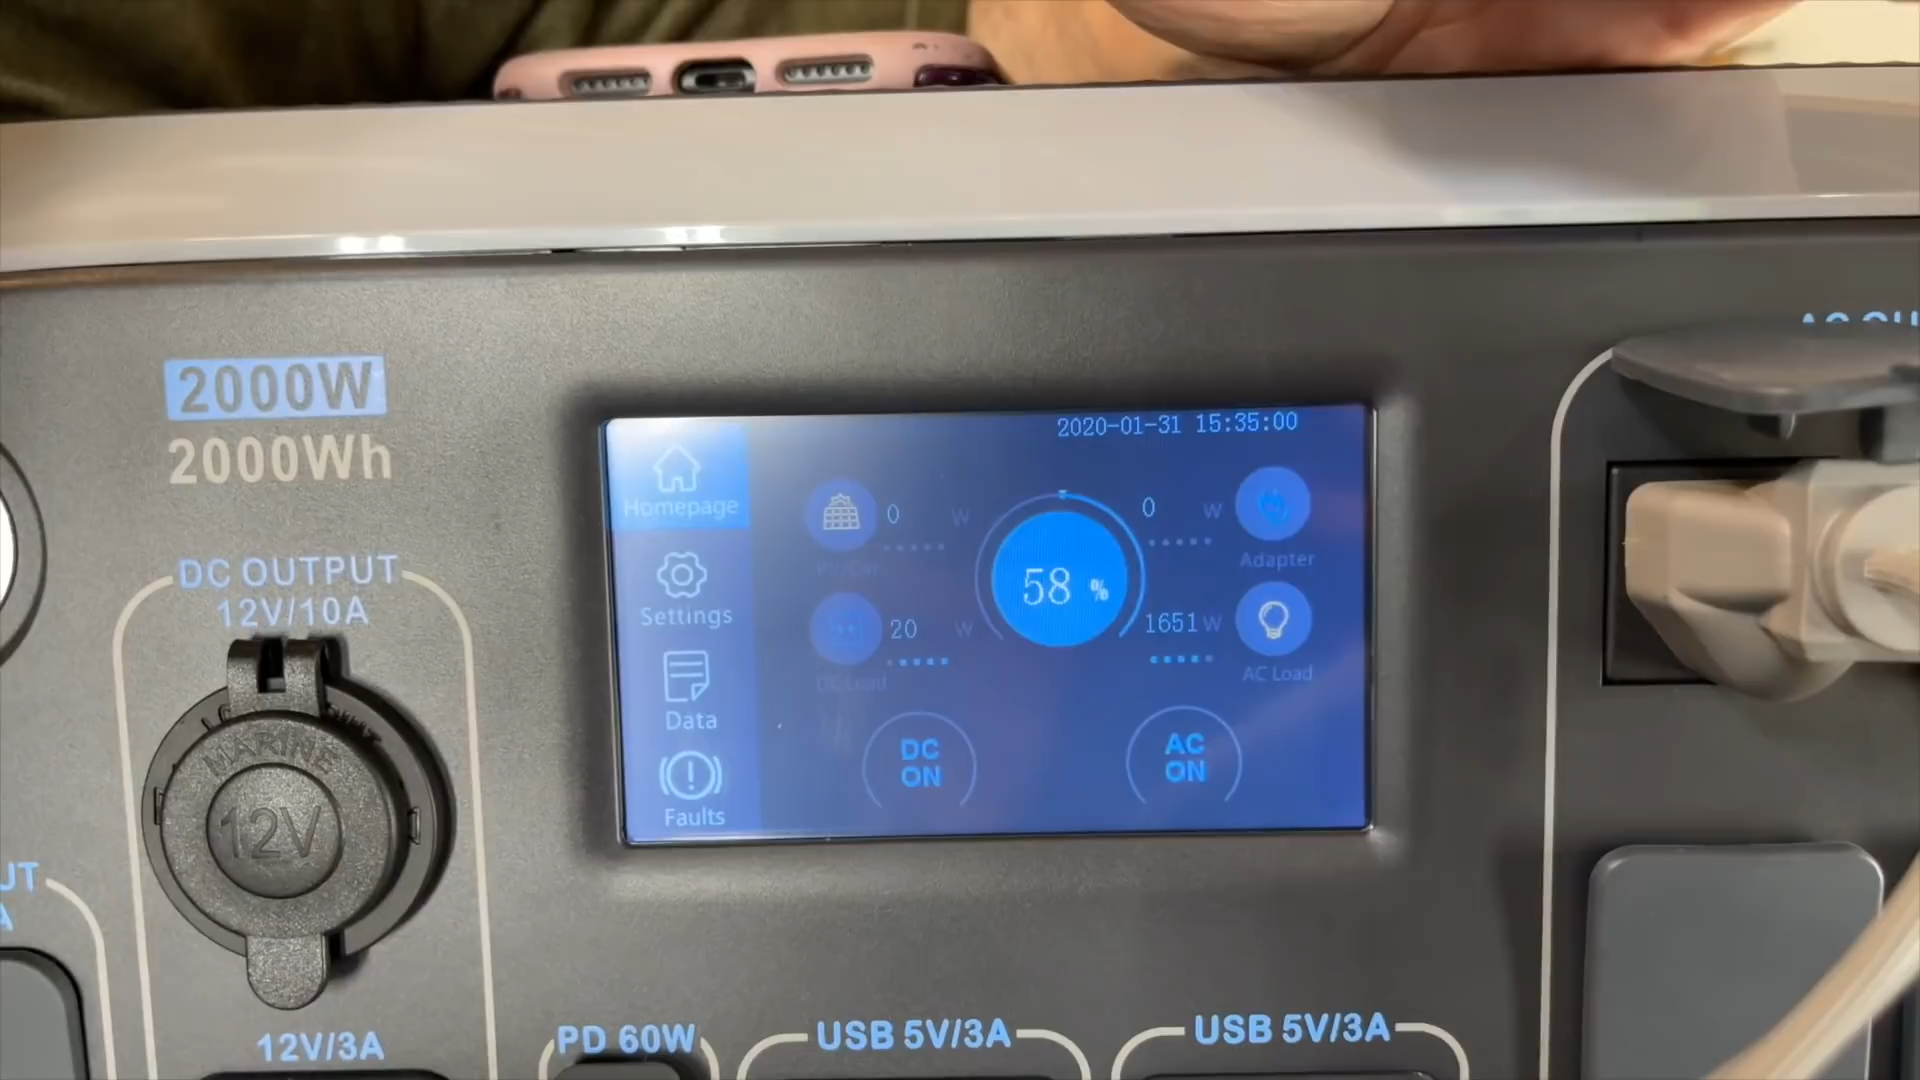 2000W
2000Wh
DC OUTPUT
12V/10A
MARINE
12V
12V/3A
PD 60W
USB 5V/3A
USB 5V/3A
2020-01-31 15:35:00
Homepage
Settings
Data
Faults
0 W
0 W
Adapter
58 %
20 W
1651 W
DC Load
AC Load
DC
ON
AC
ON